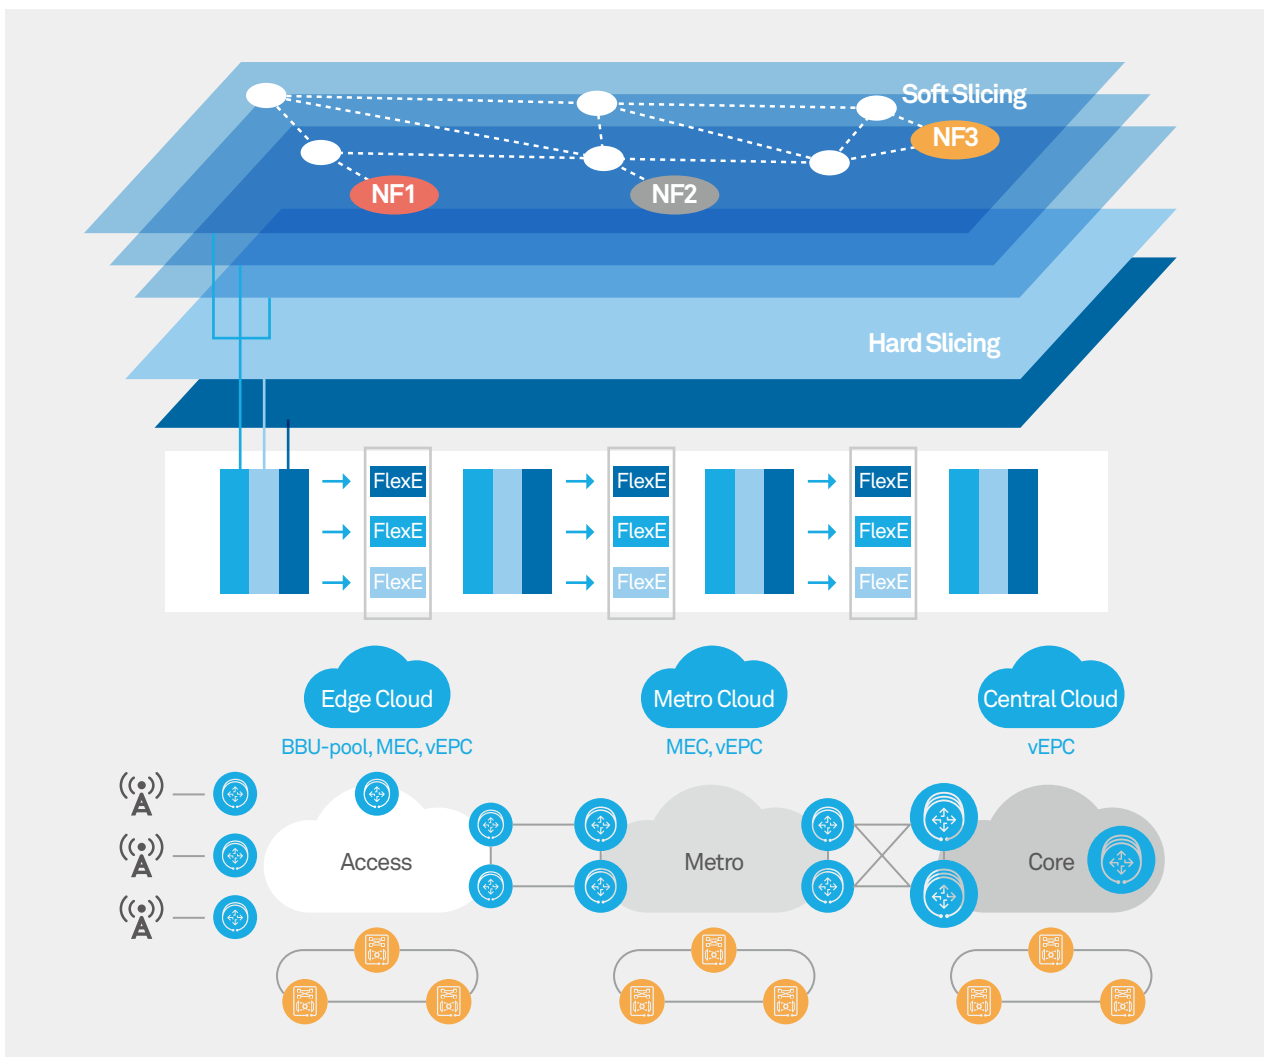 Soft Slicing
NF3
NF1
NF2
Hard Slicing
FlexE
FlexE
FlexE
FlexE
FlexE
FlexE
FlexE
FlexE
FlexE
Edge Cloud
Metro Cloud
Central Cloud
BBU-pool, MEC, vEPC
MEC, vEPC
vEPC
Access
Metro
Core